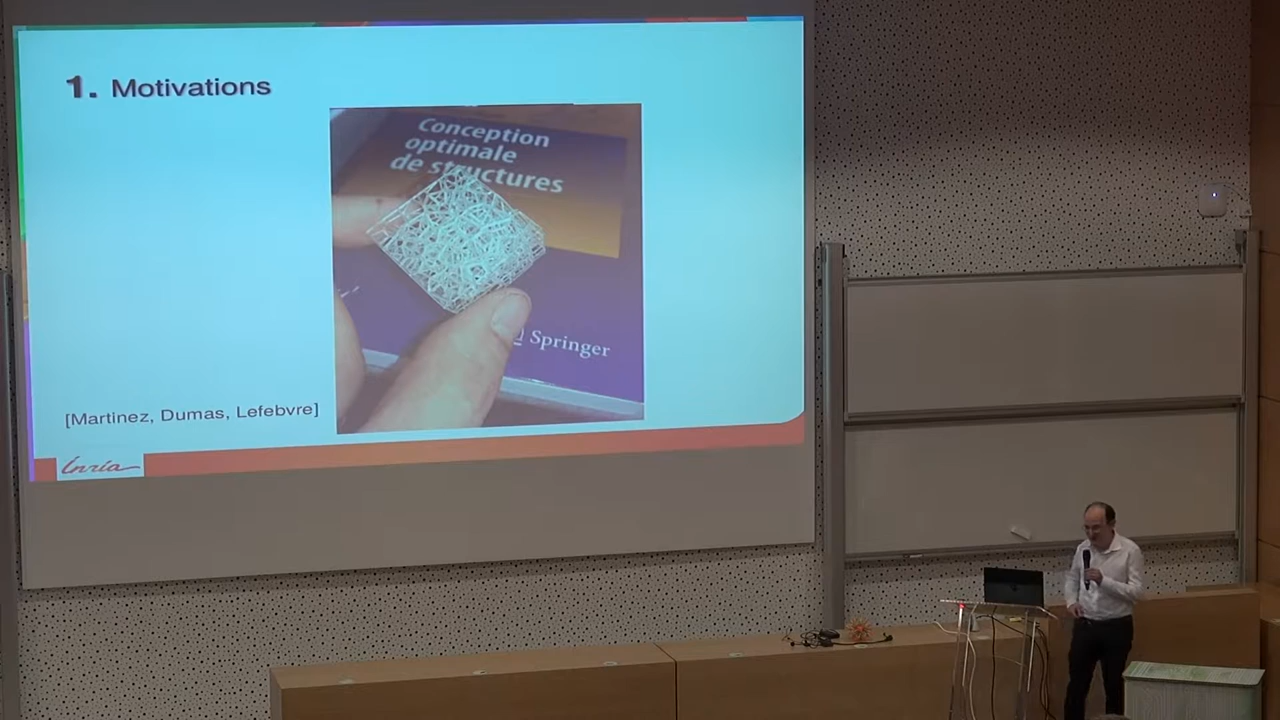 1. Motivations
Conception
optimale
de structures
Springer
[Martinez, Dumas, Lefebvre]
Inria